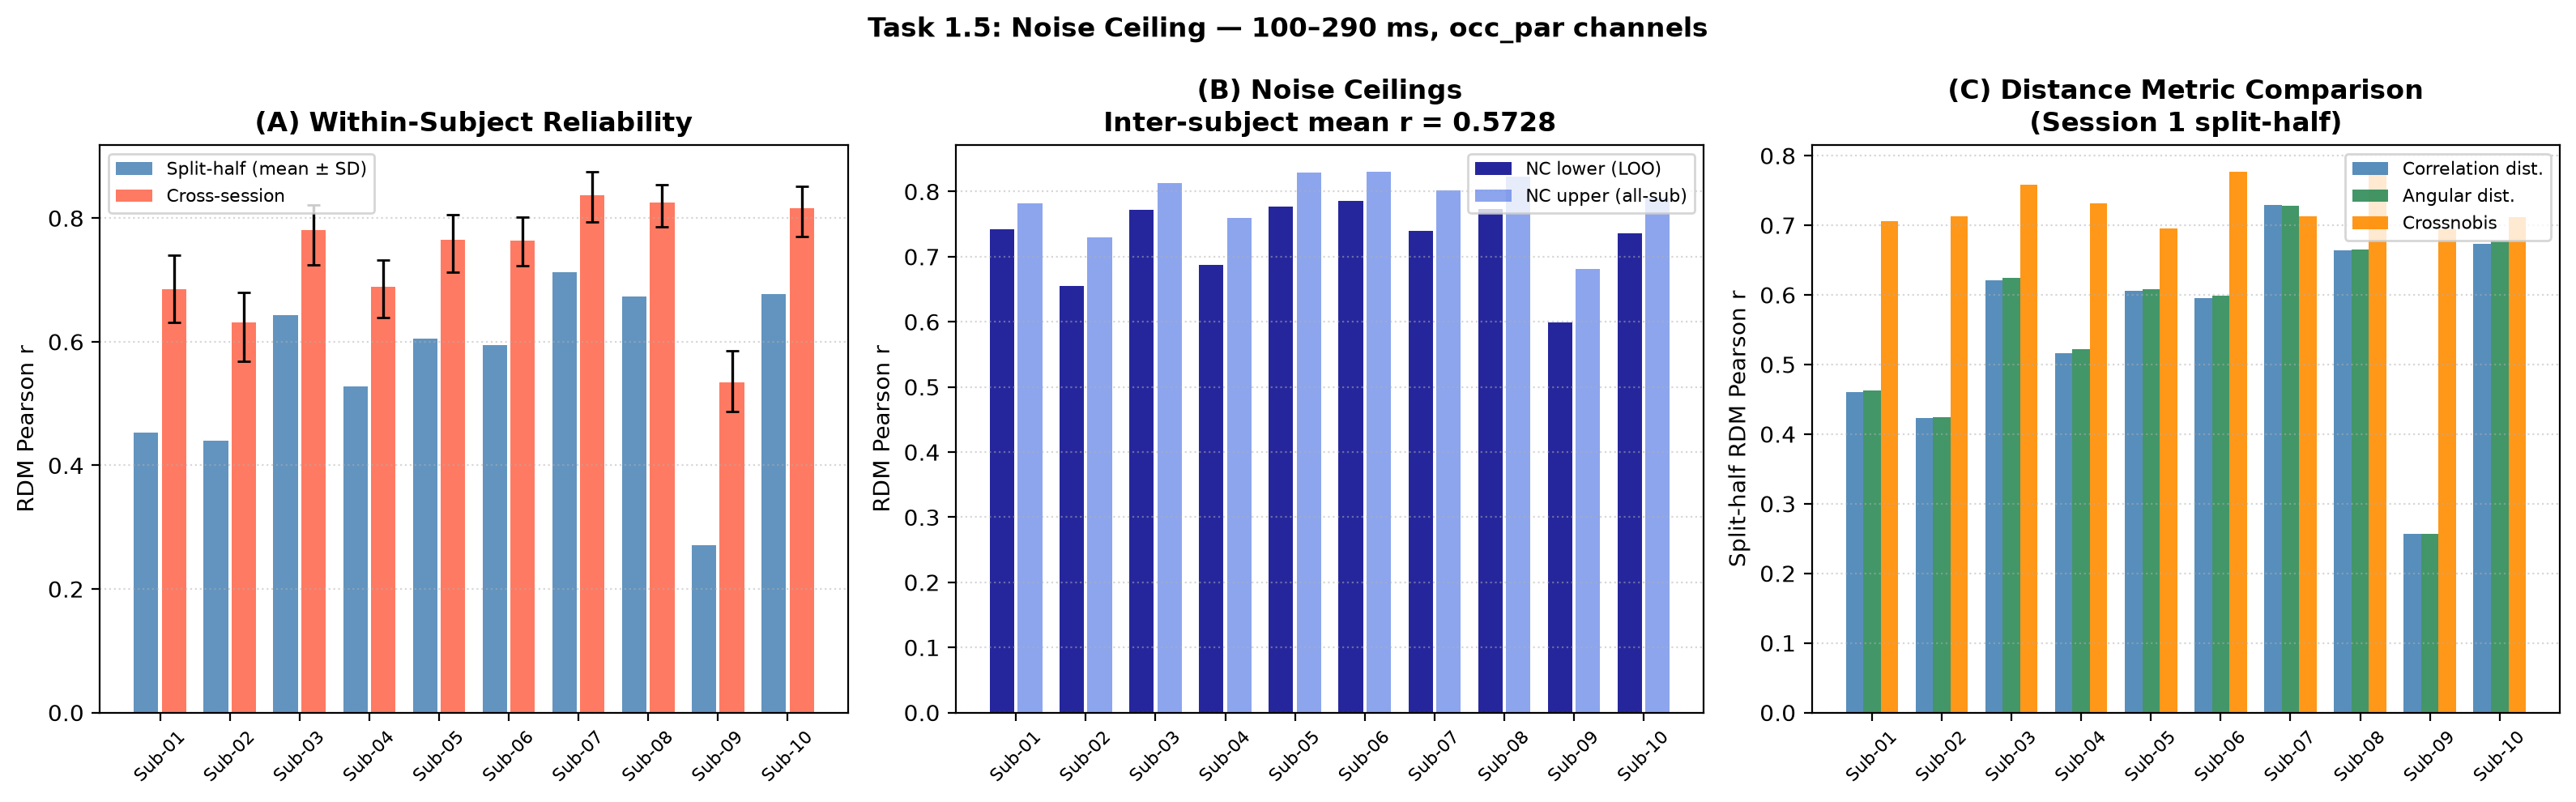 Task 1.5: Noise Ceiling — 100–290 ms, occ_par channels
(A) Within-Subject Reliability
Split-half (mean ± SD)
Cross-session
RDM Pearson r
0.8
0.6
0.4
0.2
0.0
Sub-01
Sub-02
Sub-03
Sub-04
Sub-05
Sub-06
Sub-07
Sub-08
Sub-09
Sub-10
(B) Noise Ceilings
Inter-subject mean r = 0.5728
NC lower (LOO)
NC upper (all-sub)
RDM Pearson r
0.8
0.7
0.6
0.5
0.4
0.3
0.2
0.1
0.0
Sub-01
Sub-02
Sub-03
Sub-04
Sub-05
Sub-06
Sub-07
Sub-08
Sub-09
Sub-10
(C) Distance Metric Comparison
(Session 1 split-half)
Correlation dist.
Angular dist.
Crossnobis
Split-half RDM Pearson r
0.8
0.7
0.6
0.5
0.4
0.3
0.2
0.1
0.0
Sub-01
Sub-02
Sub-03
Sub-04
Sub-05
Sub-06
Sub-07
Sub-08
Sub-09
Sub-10